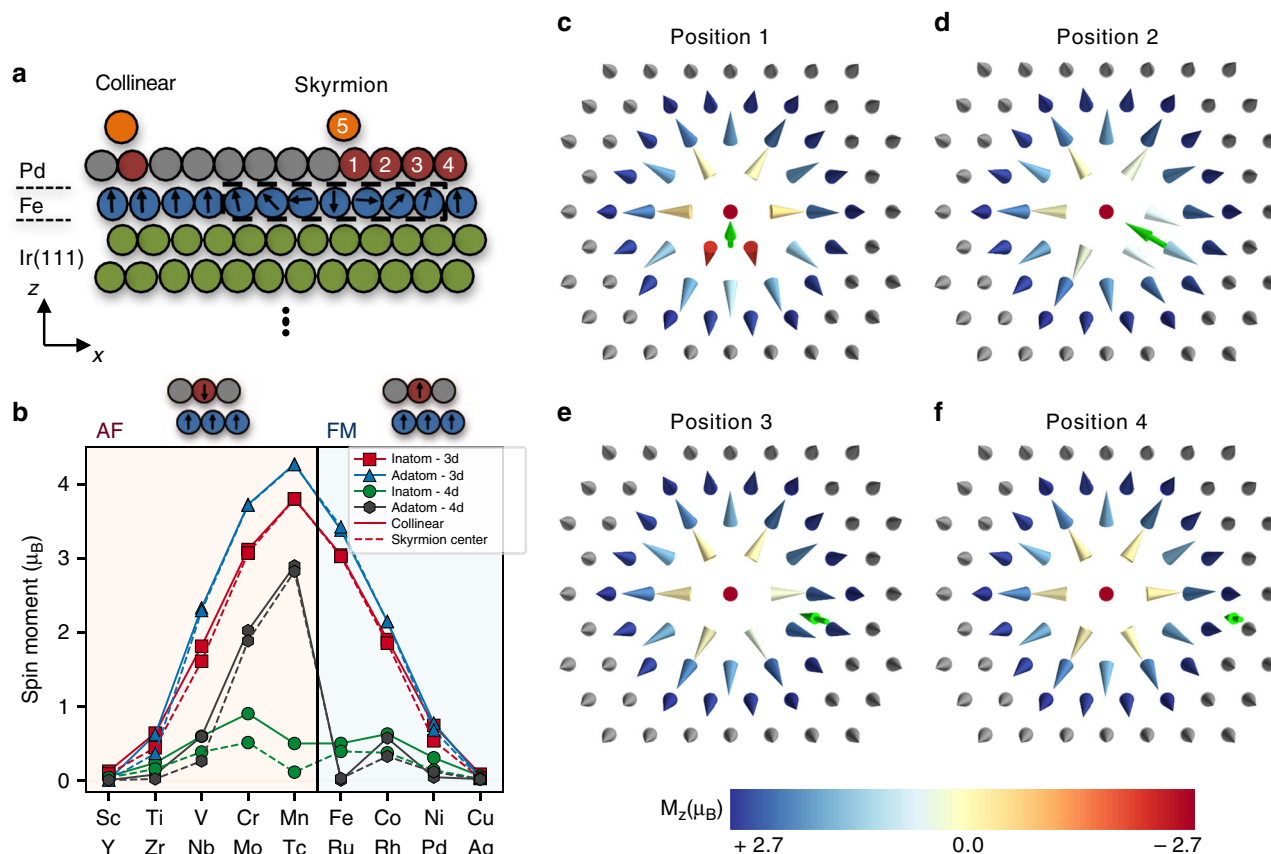 a
Collinear
Skyrmion
5
1 2 3 4
Pd
Fe
Ir(111)
z
x
b
AF
FM
Inatom - 3d
Adatom - 3d
Inatom - 4d
Adatom - 4d
Collinear
Skyrmion center
Spin moment (μB)
4
3
2
1
0
Sc Ti V Cr Mn Fe Co Ni Cu
Y Zr Nb Mo Tc Ru Rh Pd Ag
c
Position 1
d
Position 2
e
Position 3
f
Position 4
Mz(μB)
+ 2.7 0.0 − 2.7